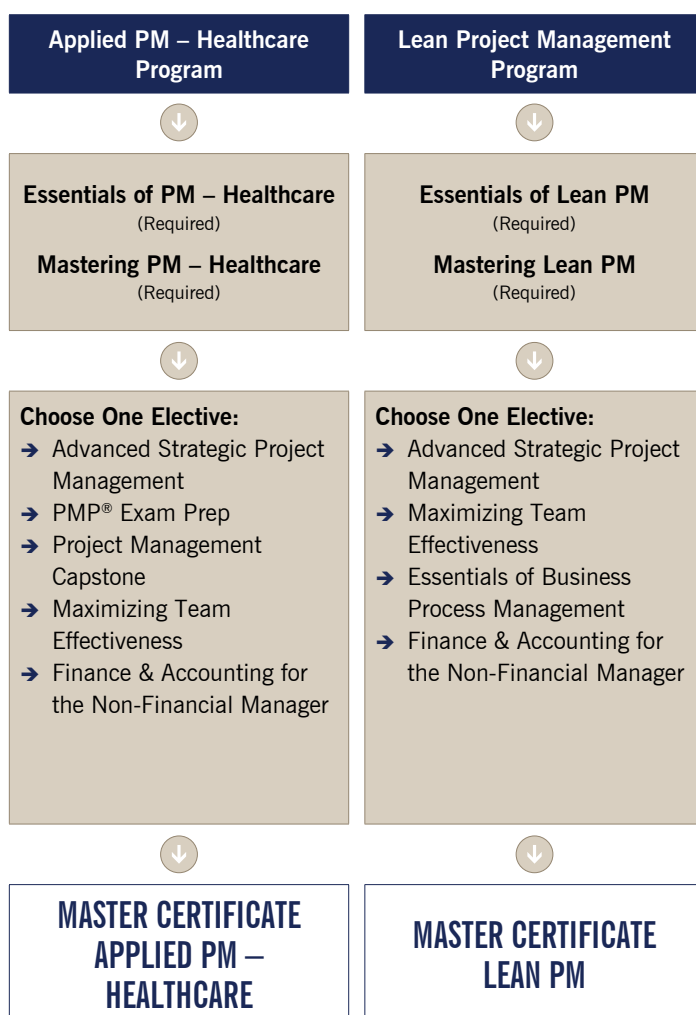 Applied PM – Healthcare
Program
Essentials of PM – Healthcare
(Required)
Mastering PM – Healthcare
(Required)
Choose One Elective:
➔ Advanced Strategic Project
Management
➔ PMP® Exam Prep
➔ Project Management
Capstone
➔ Maximizing Team
Effectiveness
➔ Finance & Accounting for
the Non-Financial Manager
MASTER CERTIFICATE
APPLIED PM –
HEALTHCARE
Lean Project Management
Program
Essentials of Lean PM
(Required)
Mastering Lean PM
(Required)
Choose One Elective:
➔ Advanced Strategic Project
Management
➔ Maximizing Team
Effectiveness
➔ Essentials of Business
Process Management
➔ Finance & Accounting for
the Non-Financial Manager
MASTER CERTIFICATE
LEAN PM